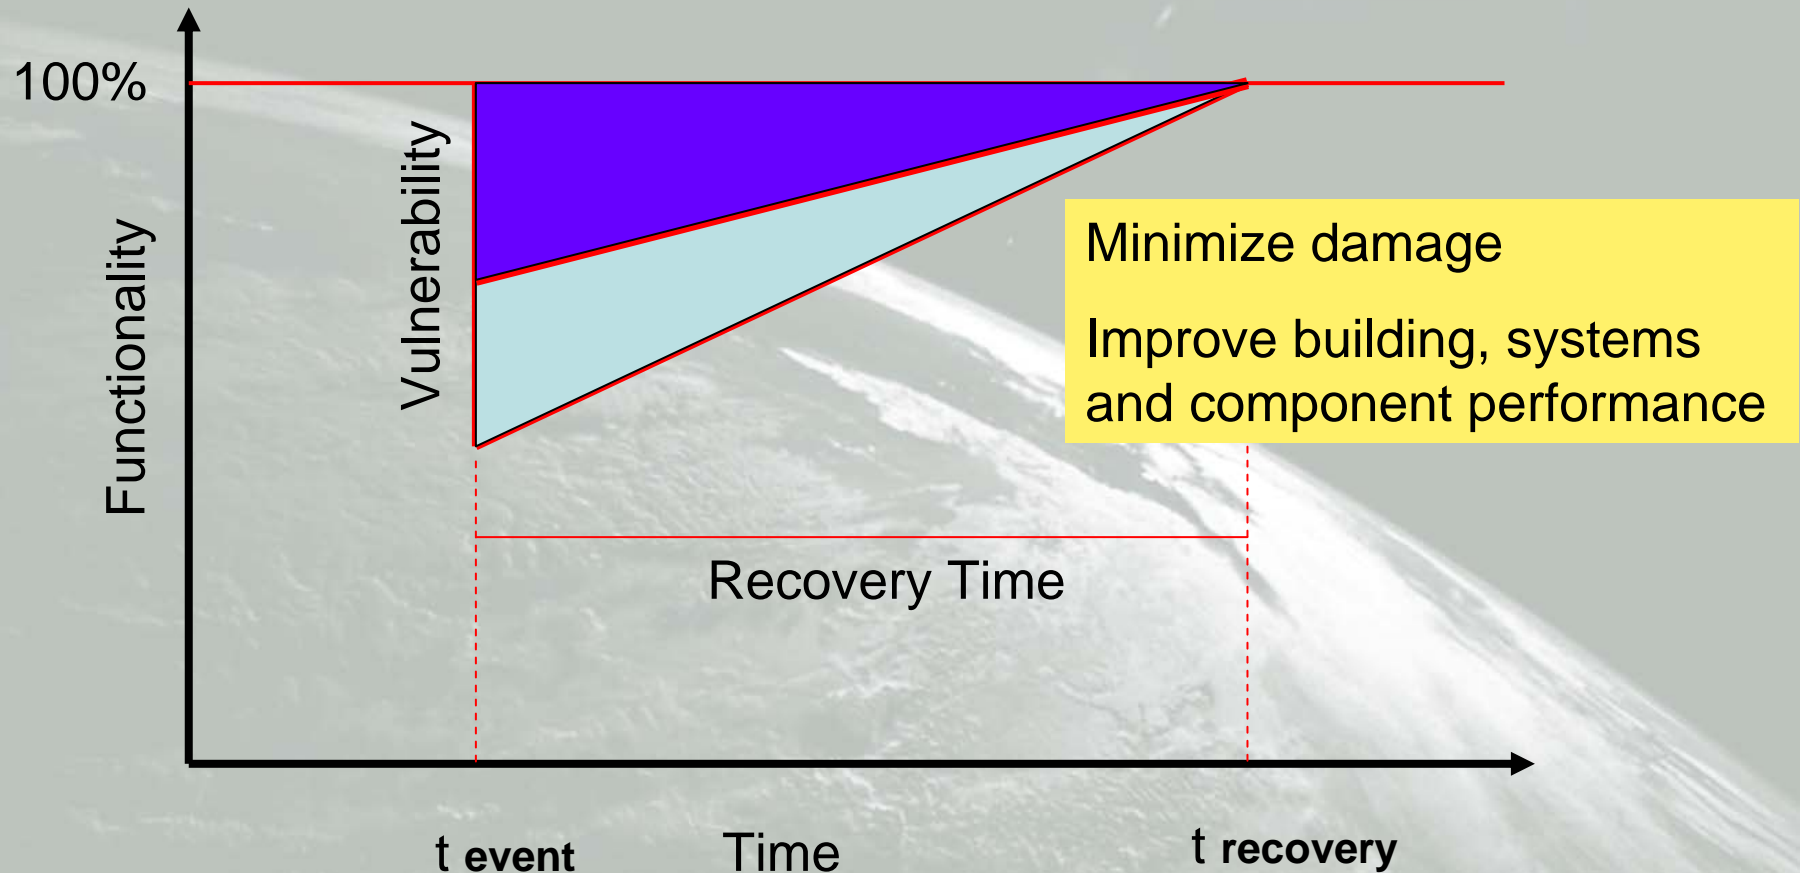 100%
Functionality
Vulnerability
Minimize damage
Improve building, systems
and component performance
Recovery Time
t event
Time
t recovery